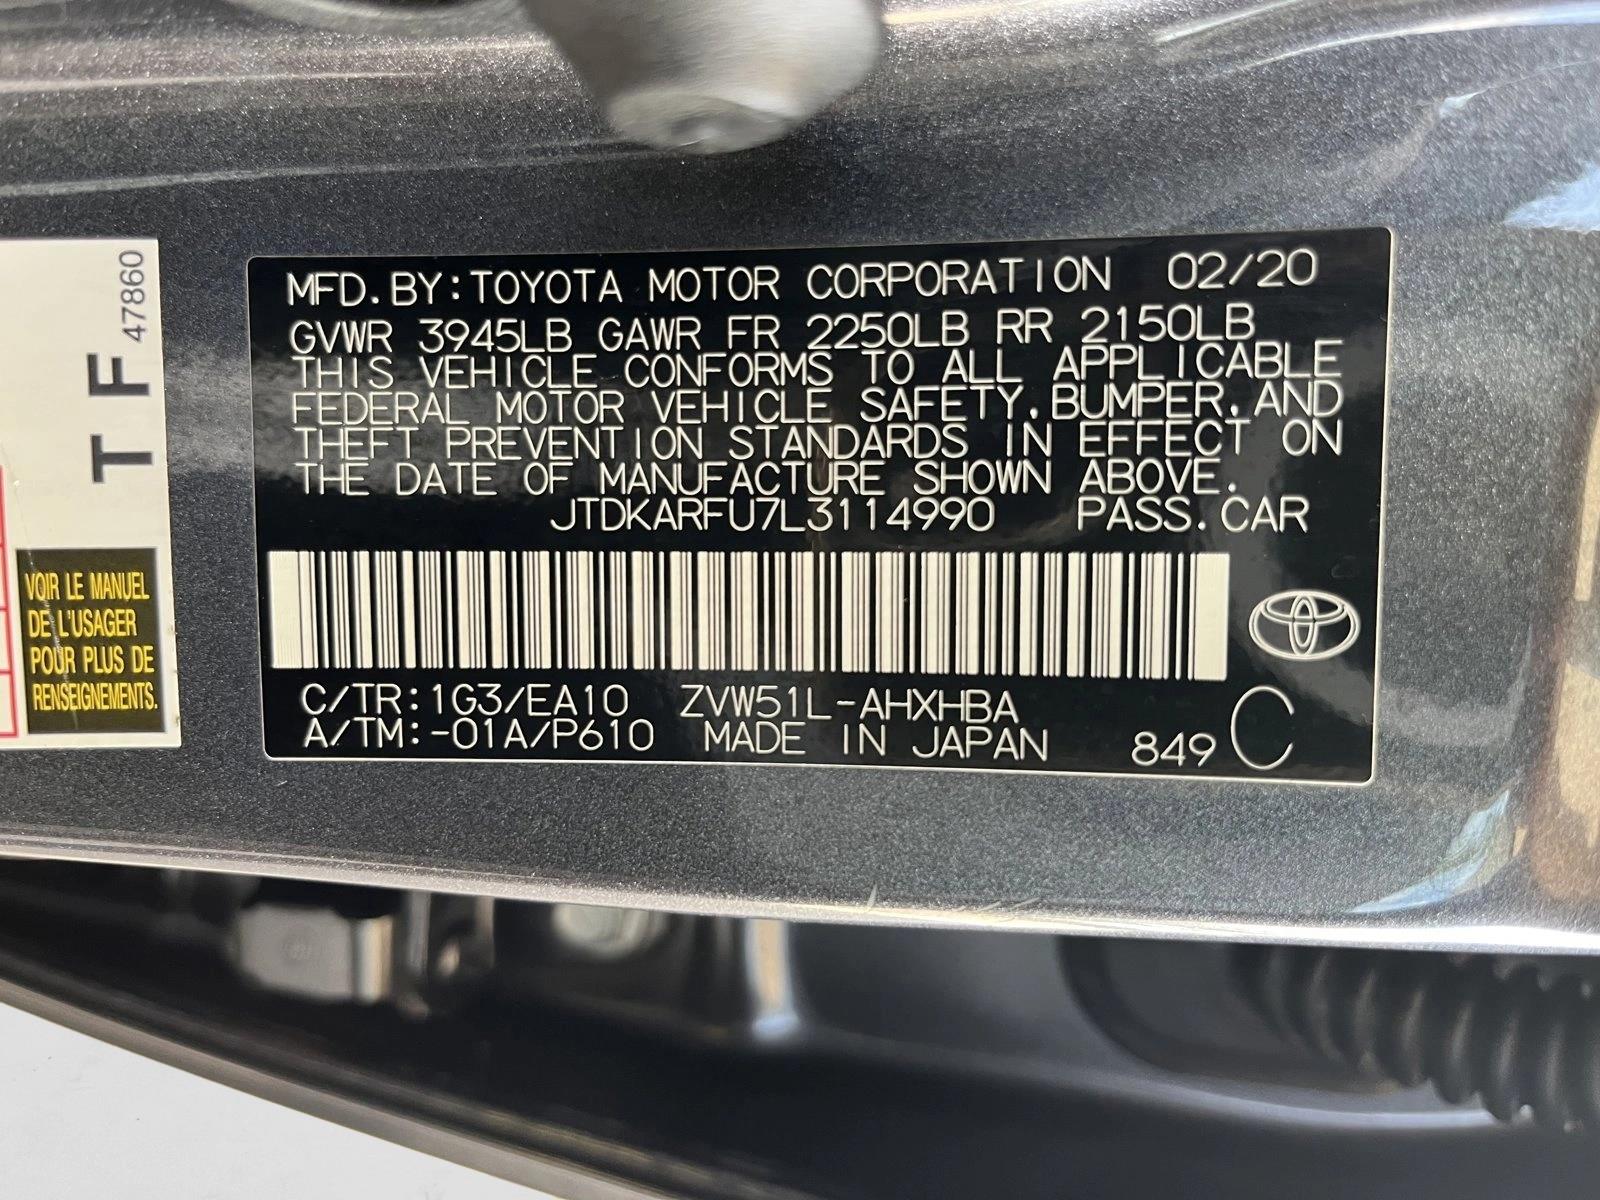 MFD. BY: TOYOTA MOTOR CORPORATION 02/20
GVWR 3945LB GAWR FR 2250LB RR 2150LB
THIS VEHICLE CONFORMS TO ALL APPLICABLE
FEDERAL MOTOR VEHICLE SAFETY, BUMPER, AND
THEFT PREVENTION STANDARDS IN EFFECT ON
THE DATE OF MANUFACTURE SHOWN ABOVE.
JTDKARFU7L3114990 PASS. CAR
C/TR: 1G3/EA10 ZVW51L-AHXHBA
A/TM: -01A/P610 MADE IN JAPAN 849 C
T F
47860
VOIR LE MANUEL
DE L'USAGER
POUR PLUS DE
RENSEIGNEMENTS.